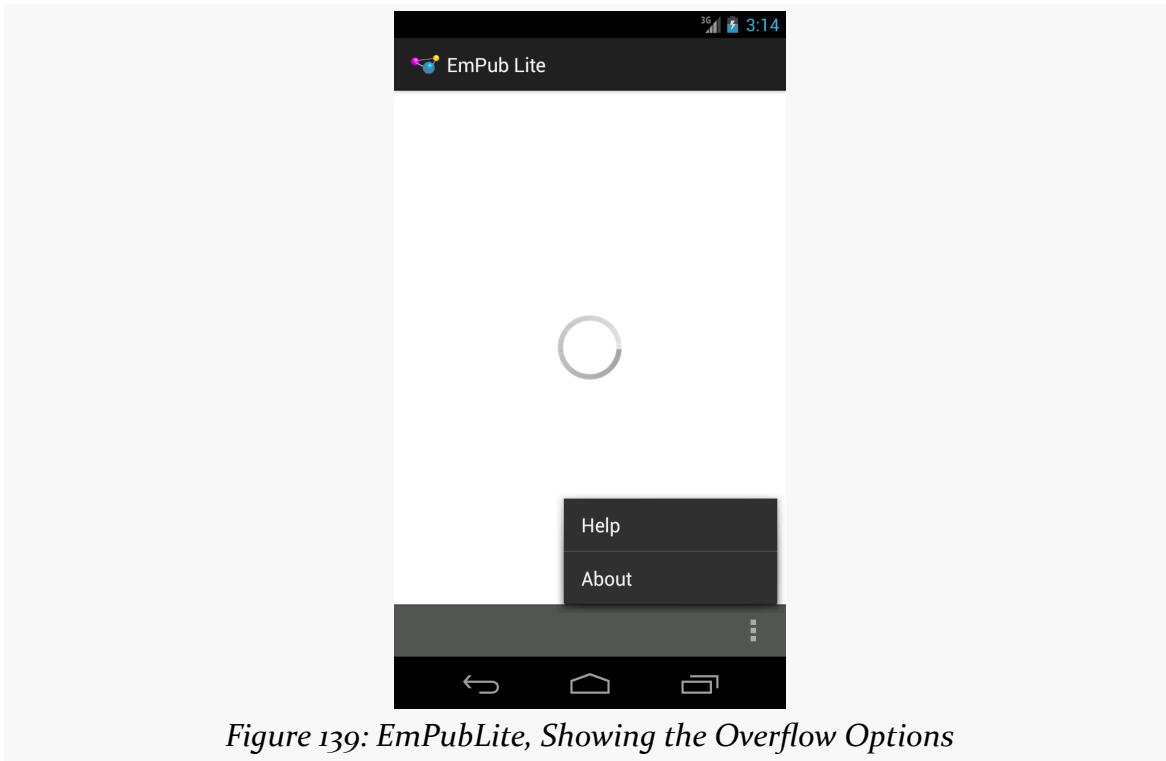 3G 3:14
EmPub Lite
Help
About
Figure 139: EmPubLite, Showing the Overflow Options